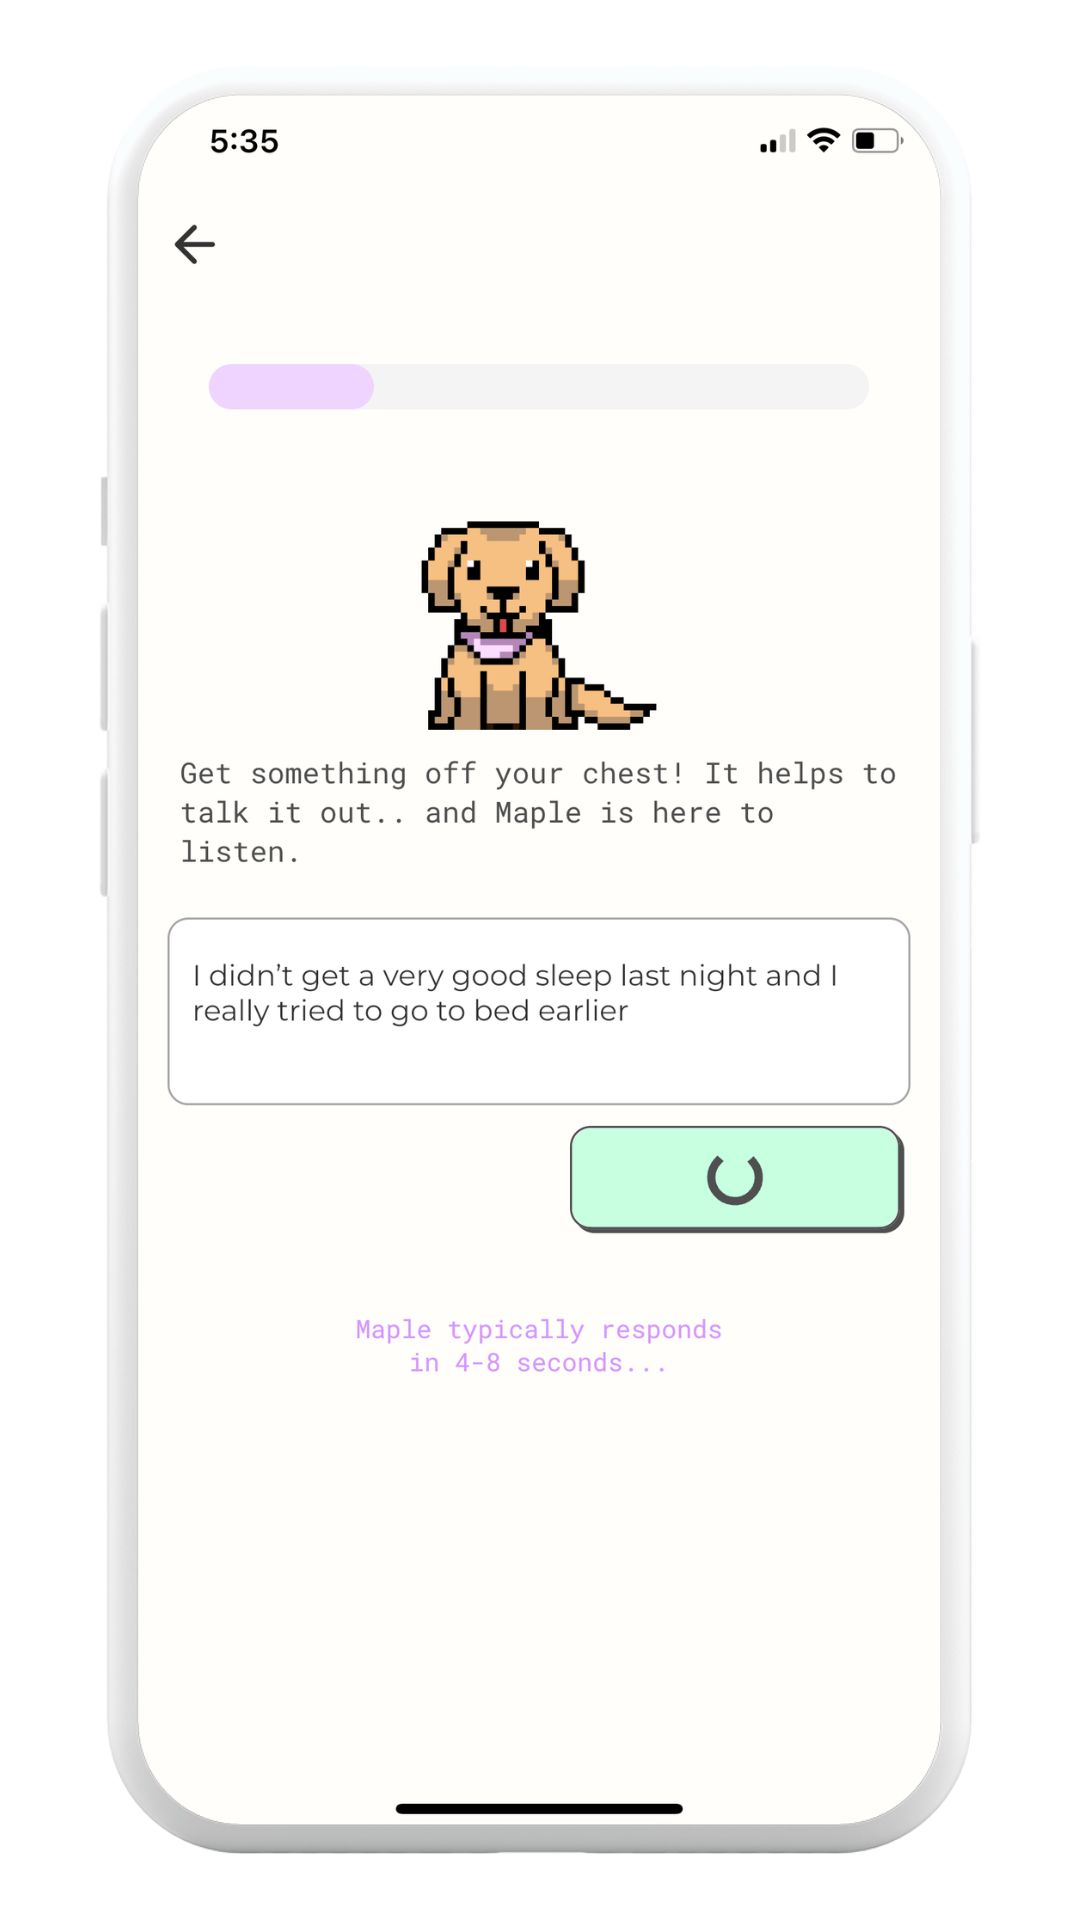 5:35
Get something off your chest! It helps to
talk it out.. and Maple is here to
listen.
I didn’t get a very good sleep last night and I
really tried to go to bed earlier
Maple typically responds
in 4-8 seconds...